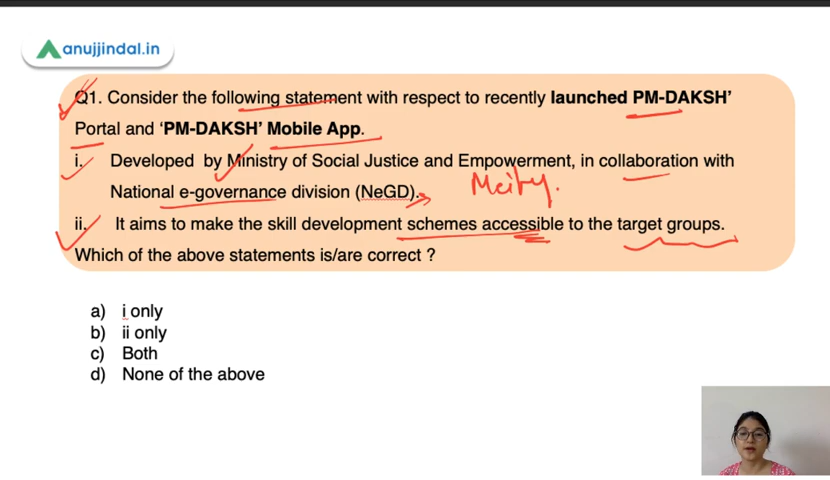 anujjindal.in
Q1. Consider the following statement with respect to recently launched PM-DAKSH'
Portal and 'PM-DAKSH' Mobile App.
i. Developed by Ministry of Social Justice and Empowerment, in collaboration with
National e-governance division (NeGD).
Meity.
ii. It aims to make the skill development schemes accessible to the target groups.
Which of the above statements is/are correct ?
a) i only
b) ii only
c) Both
d) None of the above